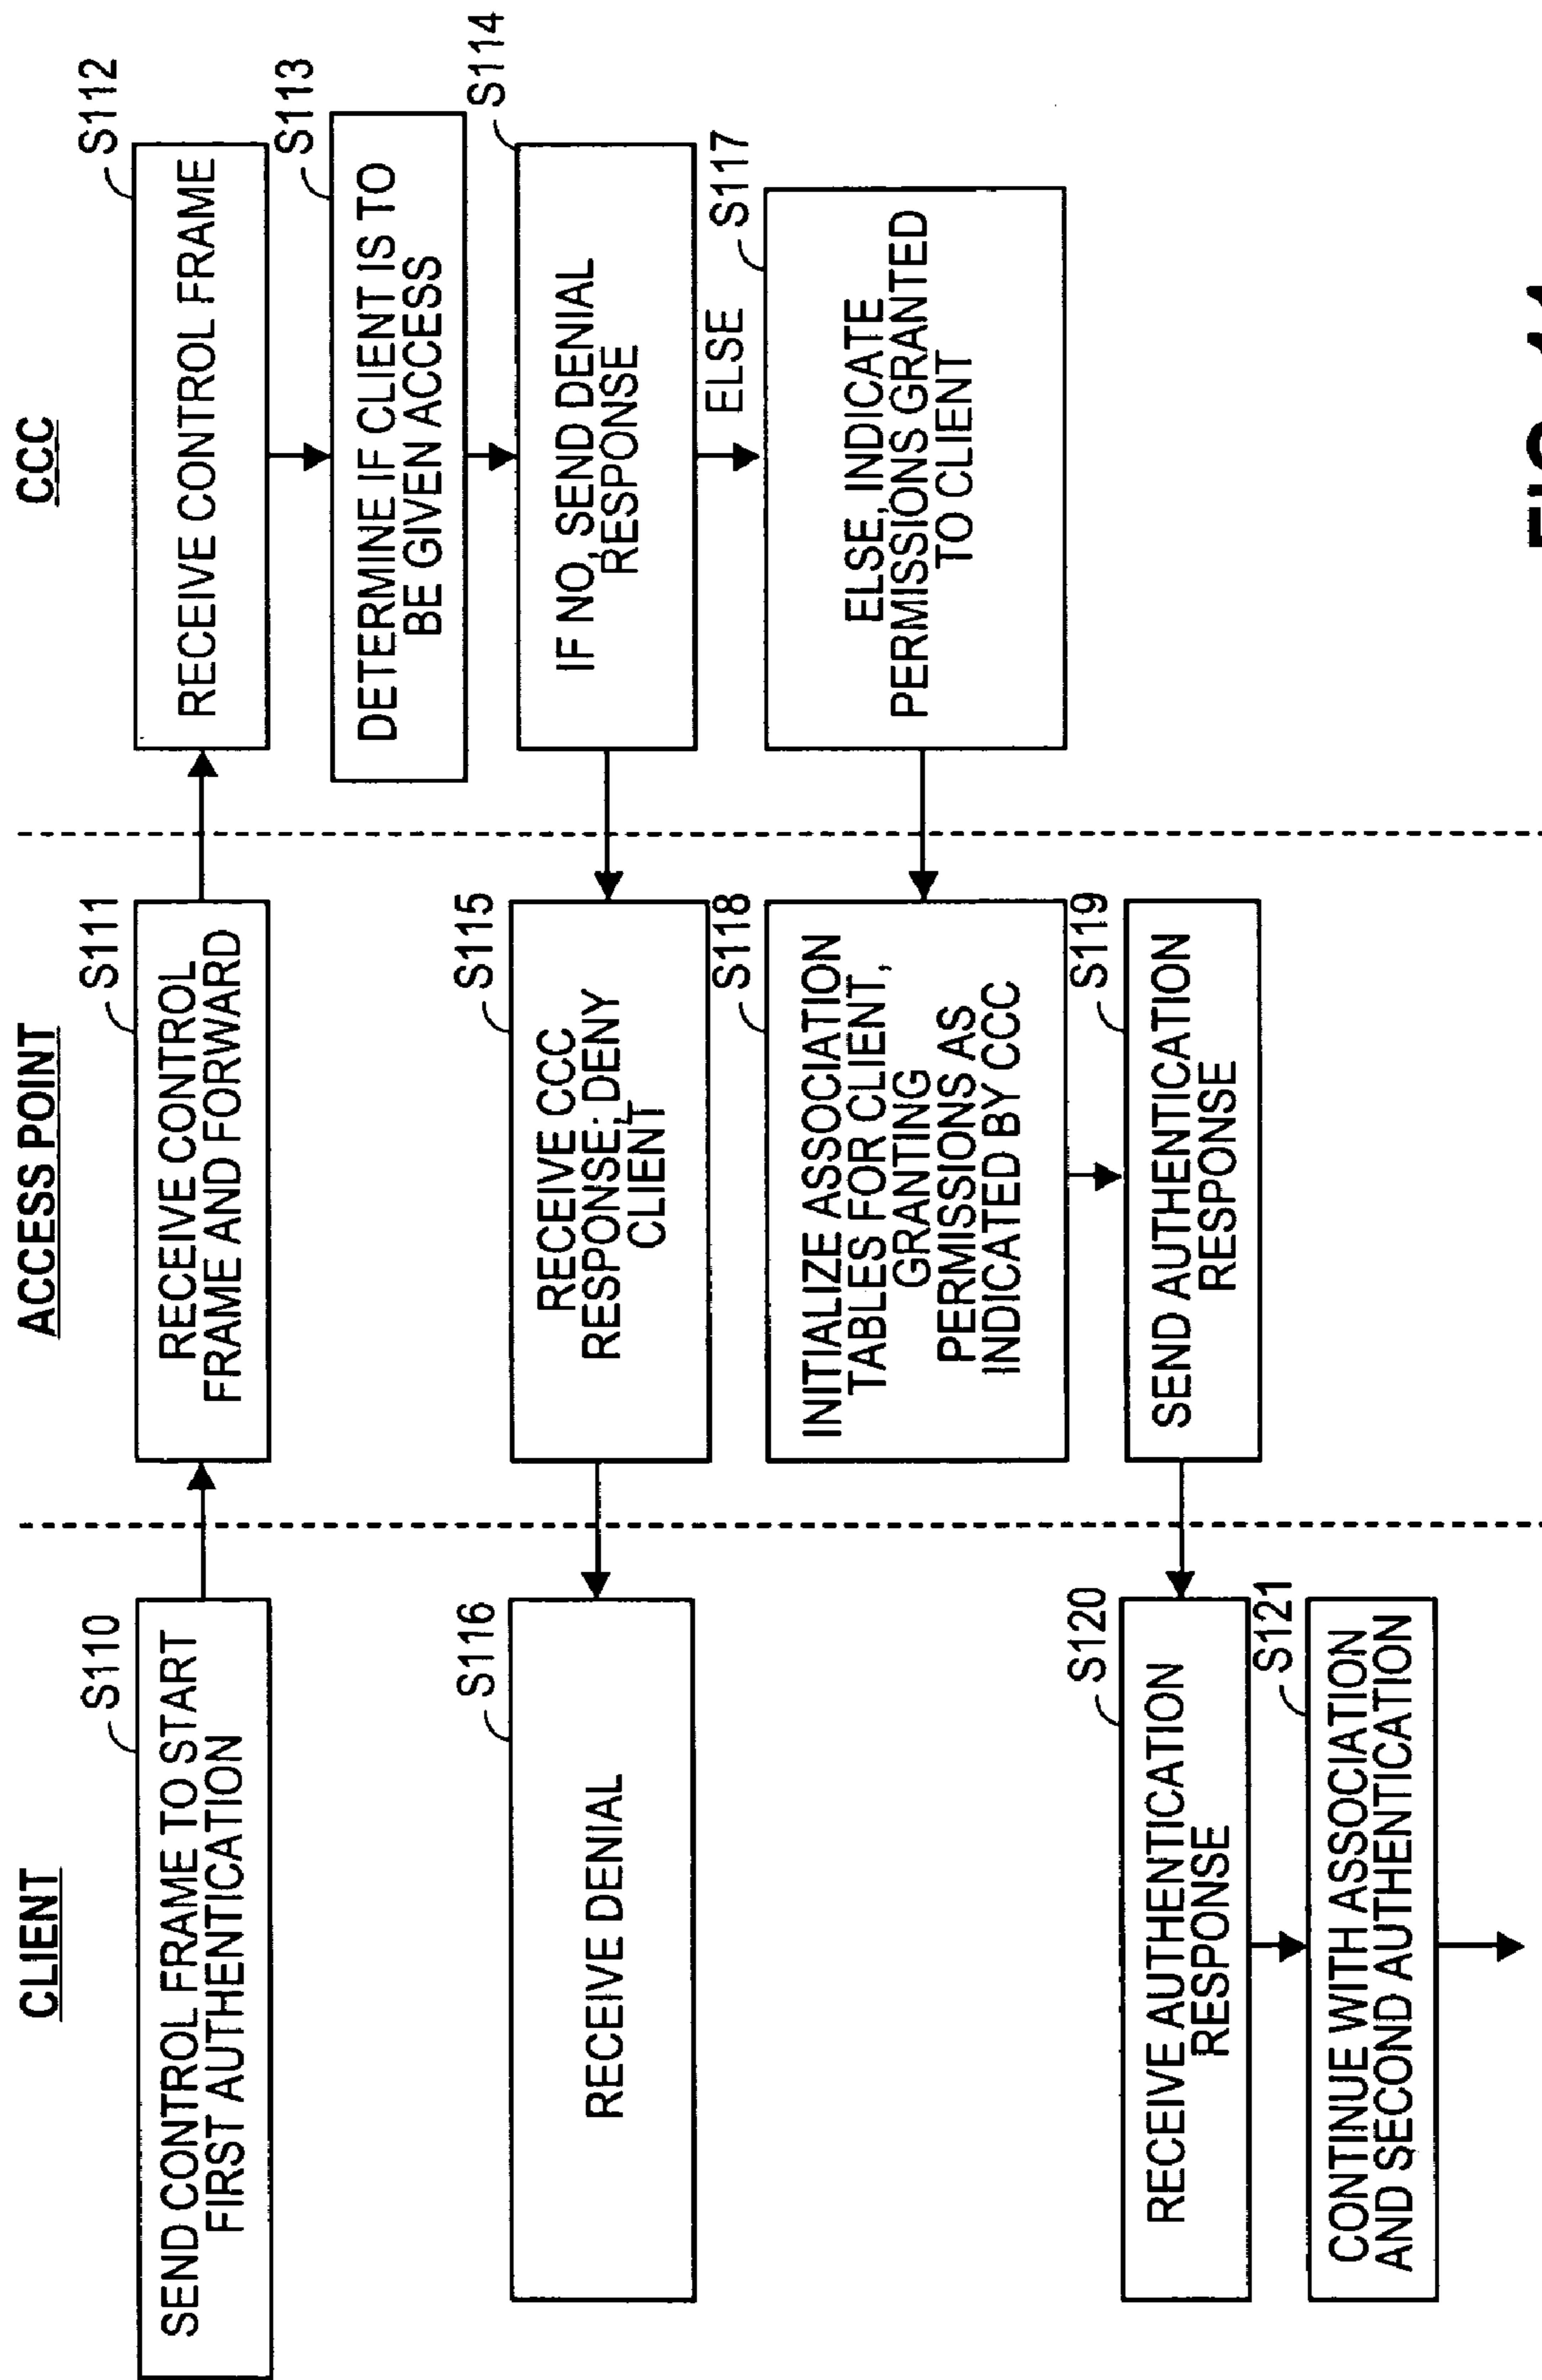 CLIENT
ACCESS POINT
CCC
S110
SEND CONTROL FRAME TO START
FIRST AUTHENTICATION
S111
RECEIVE CONTROL
FRAME AND FORWARD
S112
RECEIVE CONTROL FRAME
S113
DETERMINE IF CLIENT IS TO
BE GIVEN ACCESS
S114
IF NO, SEND DENIAL
RESPONSE
S115
RECEIVE CCC
RESPONSE; DENY
CLIENT
S116
RECEIVE DENIAL
ELSE
S117
ELSE, INDICATE
PERMISSIONS GRANTED
TO CLIENT
S118
INITIALIZE ASSOCIATION
TABLES FOR CLIENT,
GRANTING
PERMISSIONS AS
INDICATED BY CCC
S119
SEND AUTHENTICATION
RESPONSE
S120
RECEIVE AUTHENTICATION
RESPONSE
S121
CONTINUE WITH ASSOCIATION
AND SECOND AUTHENTICATION